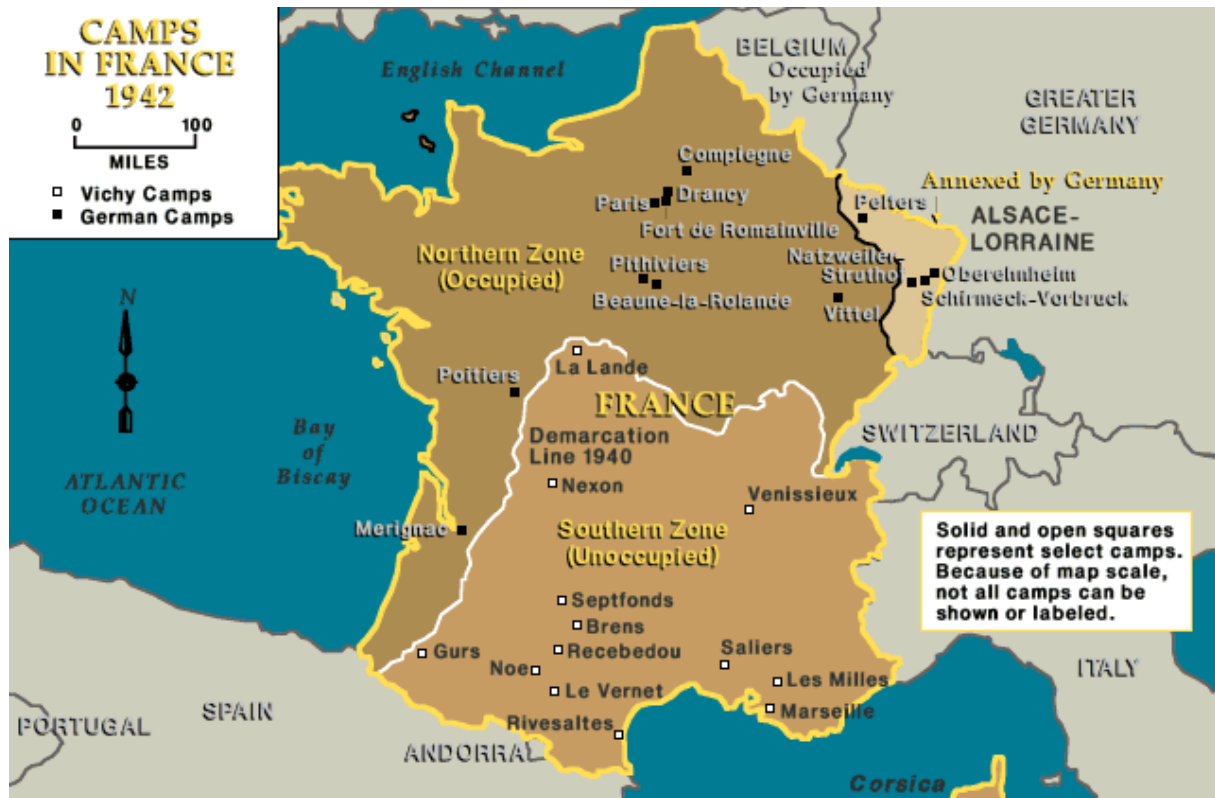 CAMPS
IN FRANCE
1942
0 100
MILES
Vichy Camps
German Camps
English Channel
BELGIUM
Occupied
by Germany
GREATER
GERMANY
Compiegne
Drancy
Paris
Fort de Romainville
Annexed by Germany
Pelters
ALSACE-
LORRAINE
Northern Zone
(Occupied)
Pithiviers
Beaune-la-Rolande
Natzweiler-
Struthof
Oberehnheim
Schirmeck-Vorbruck
Vittel
N
La Lande
Poitiers
FRANCE
Demarcation
Line 1940
SWITZERLAND
Bay
of
Biscay
ATLANTIC
OCEAN
Nexon
Venissieux
Merignac
Southern Zone
(Unoccupied)
Solid and open squares
represent select camps.
Because of map scale,
not all camps can be
shown or labeled.
Septfonds
Brens
Gurs
Recebedou
Noe
Saliers
Le Vernet
Les Milles
Marseille
Rivesaltes
ITALY
SPAIN
PORTUGAL
ANDORRA
Corsica